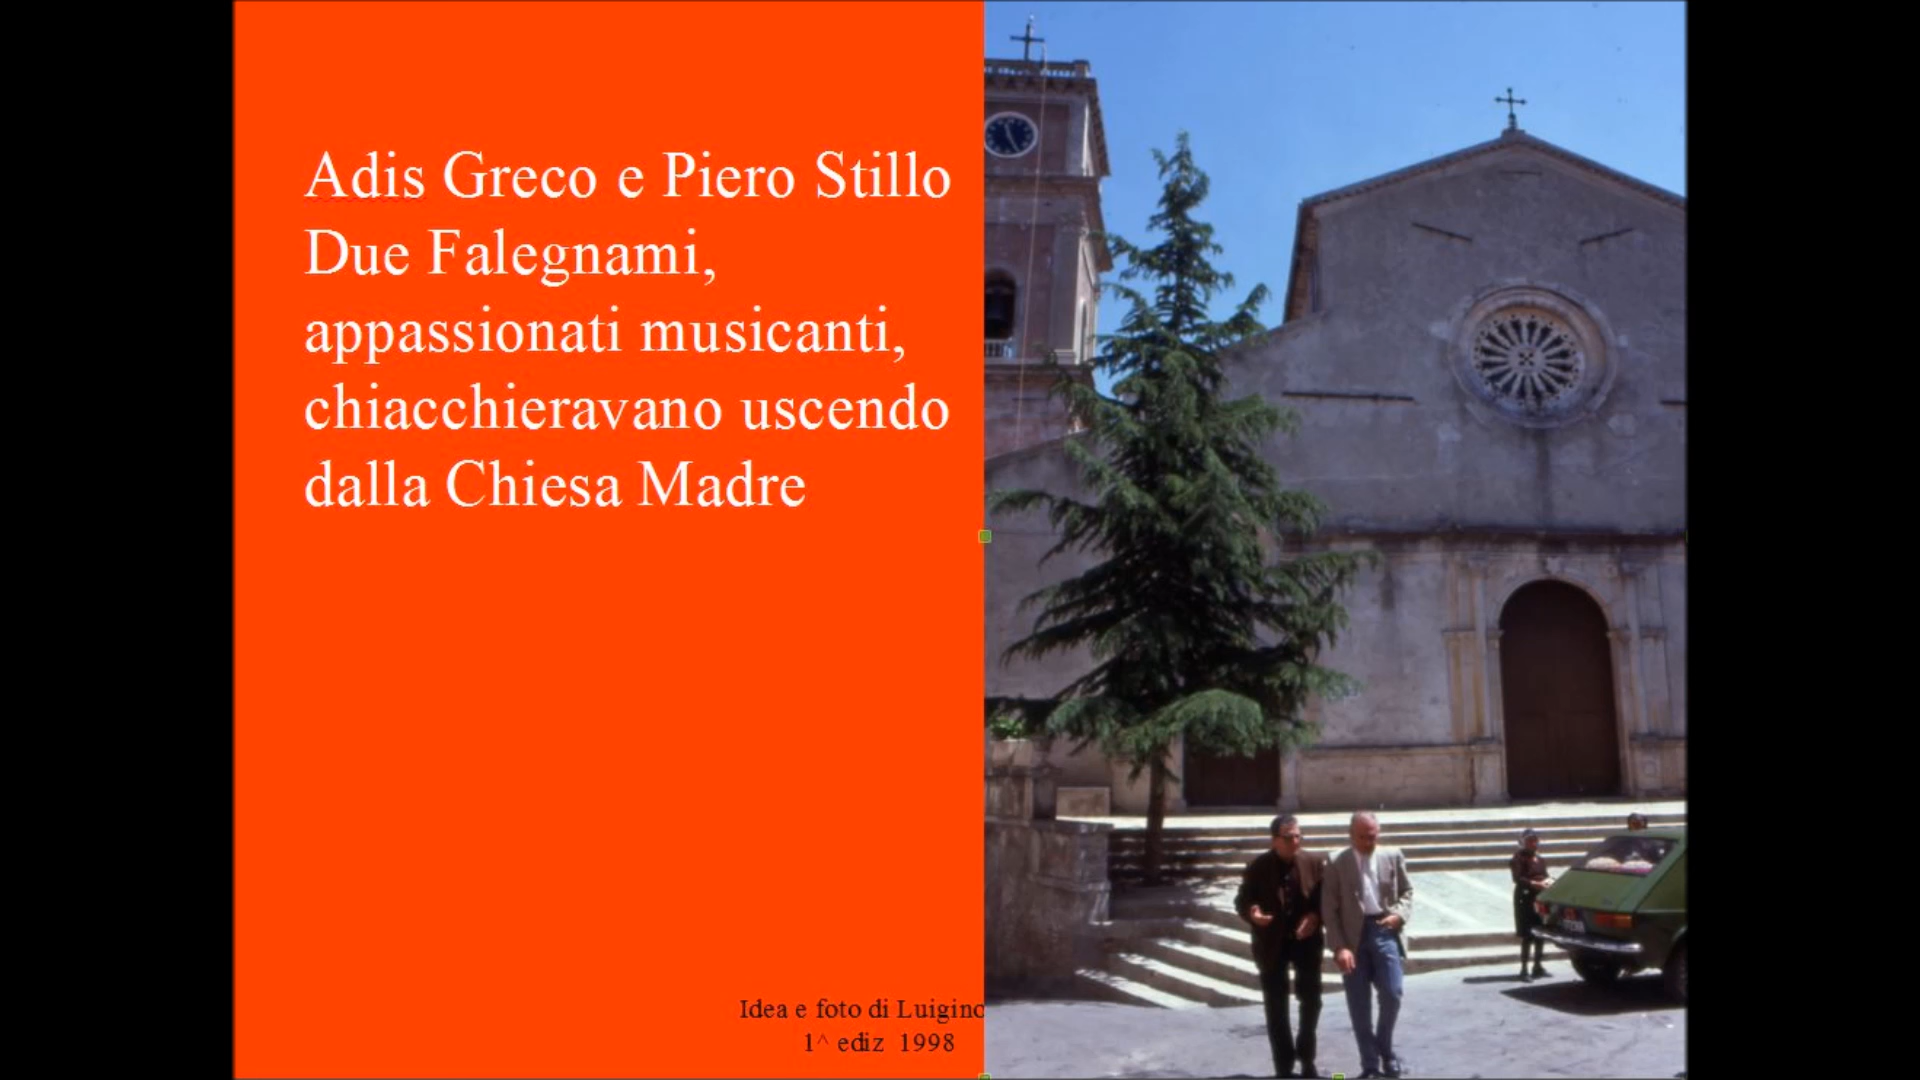 Adis Greco e Piero Stillo
Due Falegnami,
appassionati musicanti,
chiacchieravano uscendo
dalla Chiesa Madre
Idea e foto di Luigino
1^ ediz 1998